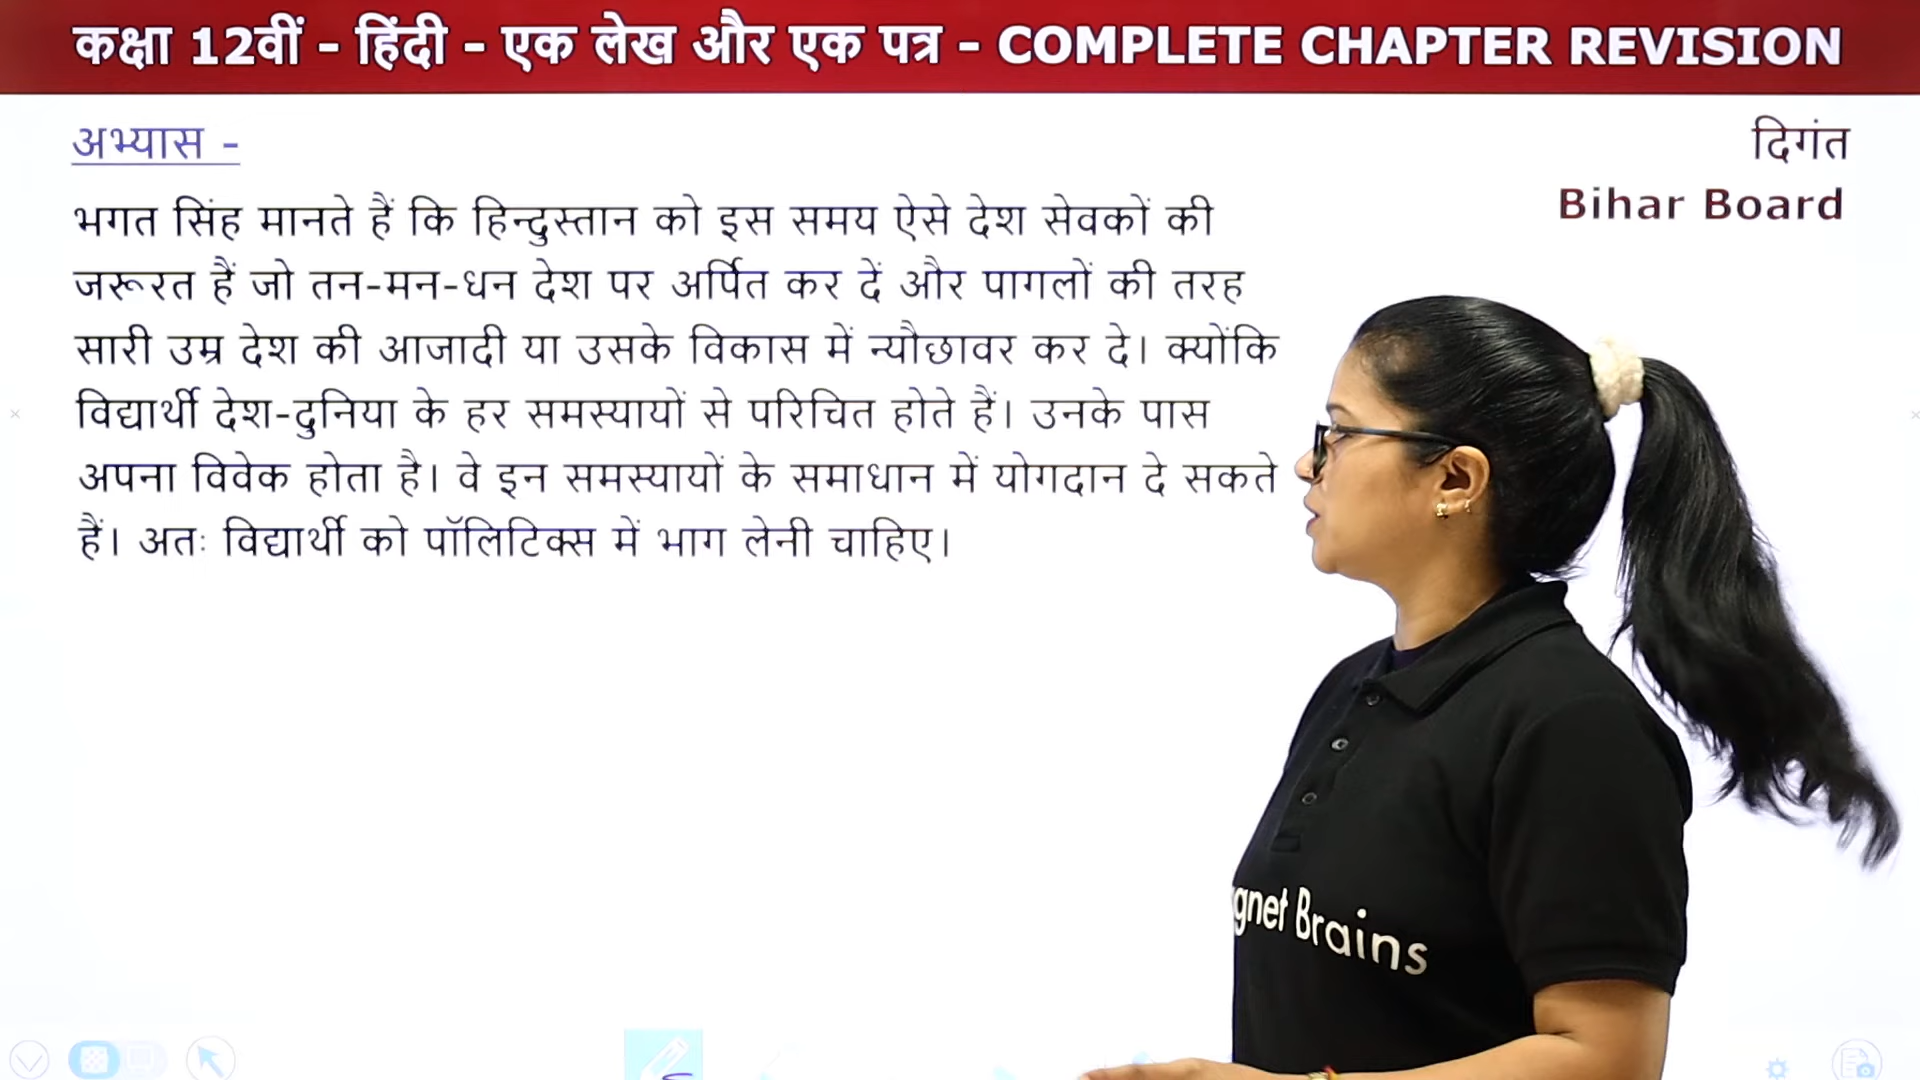 कक्षा 12वीं - हिंदी - एक लेख और एक पत्र - COMPLETE CHAPTER REVISION
अभ्यास -
दिगंत
Bihar Board
भगत सिंह मानते हैं कि हिन्दुस्तान को इस समय ऐसे देश सेवकों की
जरूरत हैं जो तन-मन-धन देश पर अर्पित कर दें और पागलों की तरह
सारी उम्र देश की आजादी या उसके विकास में न्यौछावर कर दे। क्योंकि
विद्यार्थी देश-दुनिया के हर समस्यायों से परिचित होते हैं। उनके पास
अपना विवेक होता है। वे इन समस्यायों के समाधान में योगदान दे सकते
हैं। अतः विद्यार्थी को पॉलिटिक्स में भाग लेनी चाहिए।
gnet Brains